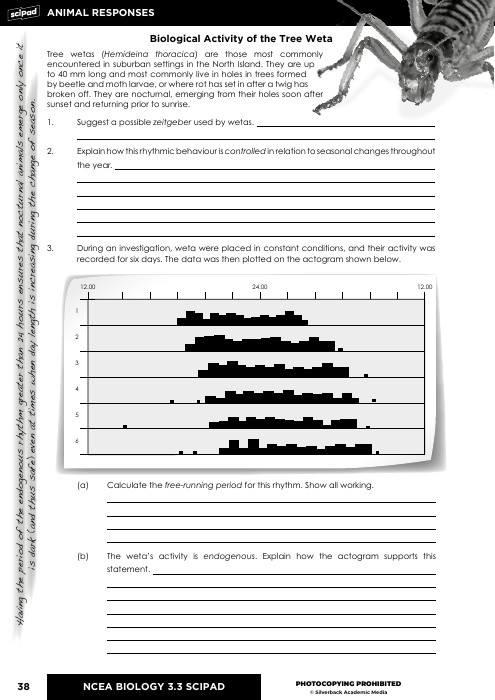 scipad ANIMAL RESPONSES
Having the period of the endogenous rhythm greater than 24 hours ensures that nocturnal animals emerge only once it
is dark (and thus safe) even at times when day length is increasing during the change of season.
Biological Activity of the Tree Weta
Tree wetas (Hemideina thoracica) are those most commonly
encountered in suburban settings in the North Island. They are up
to 40 mm long and most commonly live in holes in trees formed
by beetle and moth larvae, or where rot has set in after a twig has
broken off. They are nocturnal, emerging from their holes soon after
sunset and returning prior to sunrise.
1. Suggest a possible zeitgeber used by wetas.
2. Explain how this rhythmic behaviour is controlled in relation to seasonal changes throughout
the year.
3. During an investigation, weta were placed in constant conditions, and their activity was
recorded for six days. The data was then plotted on the actogram shown below.
12.00 24.00 12.00
1
2
3
4
5
6
(a) Calculate the free-running period for this rhythm. Show all working.
(b) The weta's activity is endogenous. Explain how the actogram supports this
statement.
38 NCEA BIOLOGY 3.3 SCIPAD
PHOTOCOPYING PROHIBITED
© Silverback Academic Media